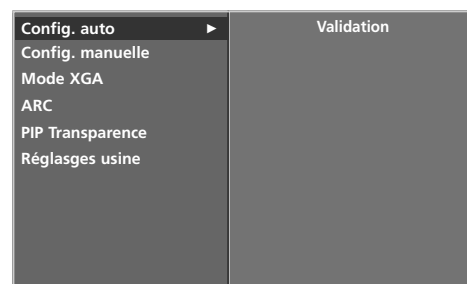 Config. auto ► Validation
Config. manuelle
Mode XGA
ARC
PIP Transparence
Réglasges usine